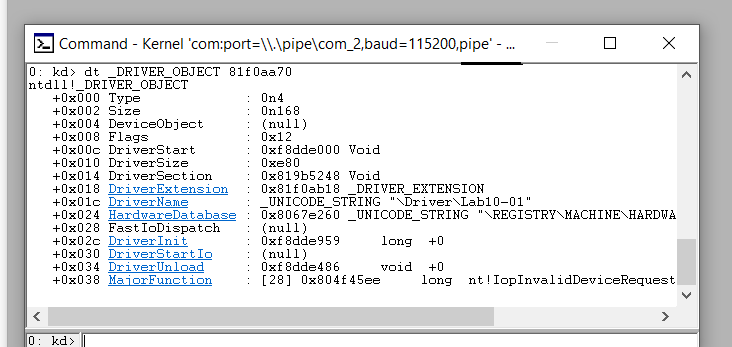 Command - Kernel 'com:port=\\.\pipe\com_2,baud=115200,pipe' - ...
0: kd> dt _DRIVER_OBJECT 81f0aa70
ntdll!_DRIVER_OBJECT
+0x000 Type : 0n4
+0x002 Size : 0n168
+0x004 DeviceObject : (null)
+0x008 Flags : 0x12
+0x00c DriverStart : 0xf8dde000 Void
+0x010 DriverSize : 0xe80
+0x014 DriverSection : 0x819b5248 Void
+0x018 DriverExtension : 0x81f0ab18 _DRIVER_EXTENSION
+0x01c DriverName : _UNICODE_STRING "\Driver\Lab10-01"
+0x024 HardwareDatabase : 0x8067e260 _UNICODE_STRING "\REGISTRY\MACHINE\HARDWA
+0x028 FastIoDispatch : (null)
+0x02c DriverInit : 0xf8dde959 long +0
+0x030 DriverStartIo : (null)
+0x034 DriverUnload : 0xf8dde486 void +0
+0x038 MajorFunction : [28] 0x804f45ee long nt!IopInvalidDeviceRequest
0: kd>